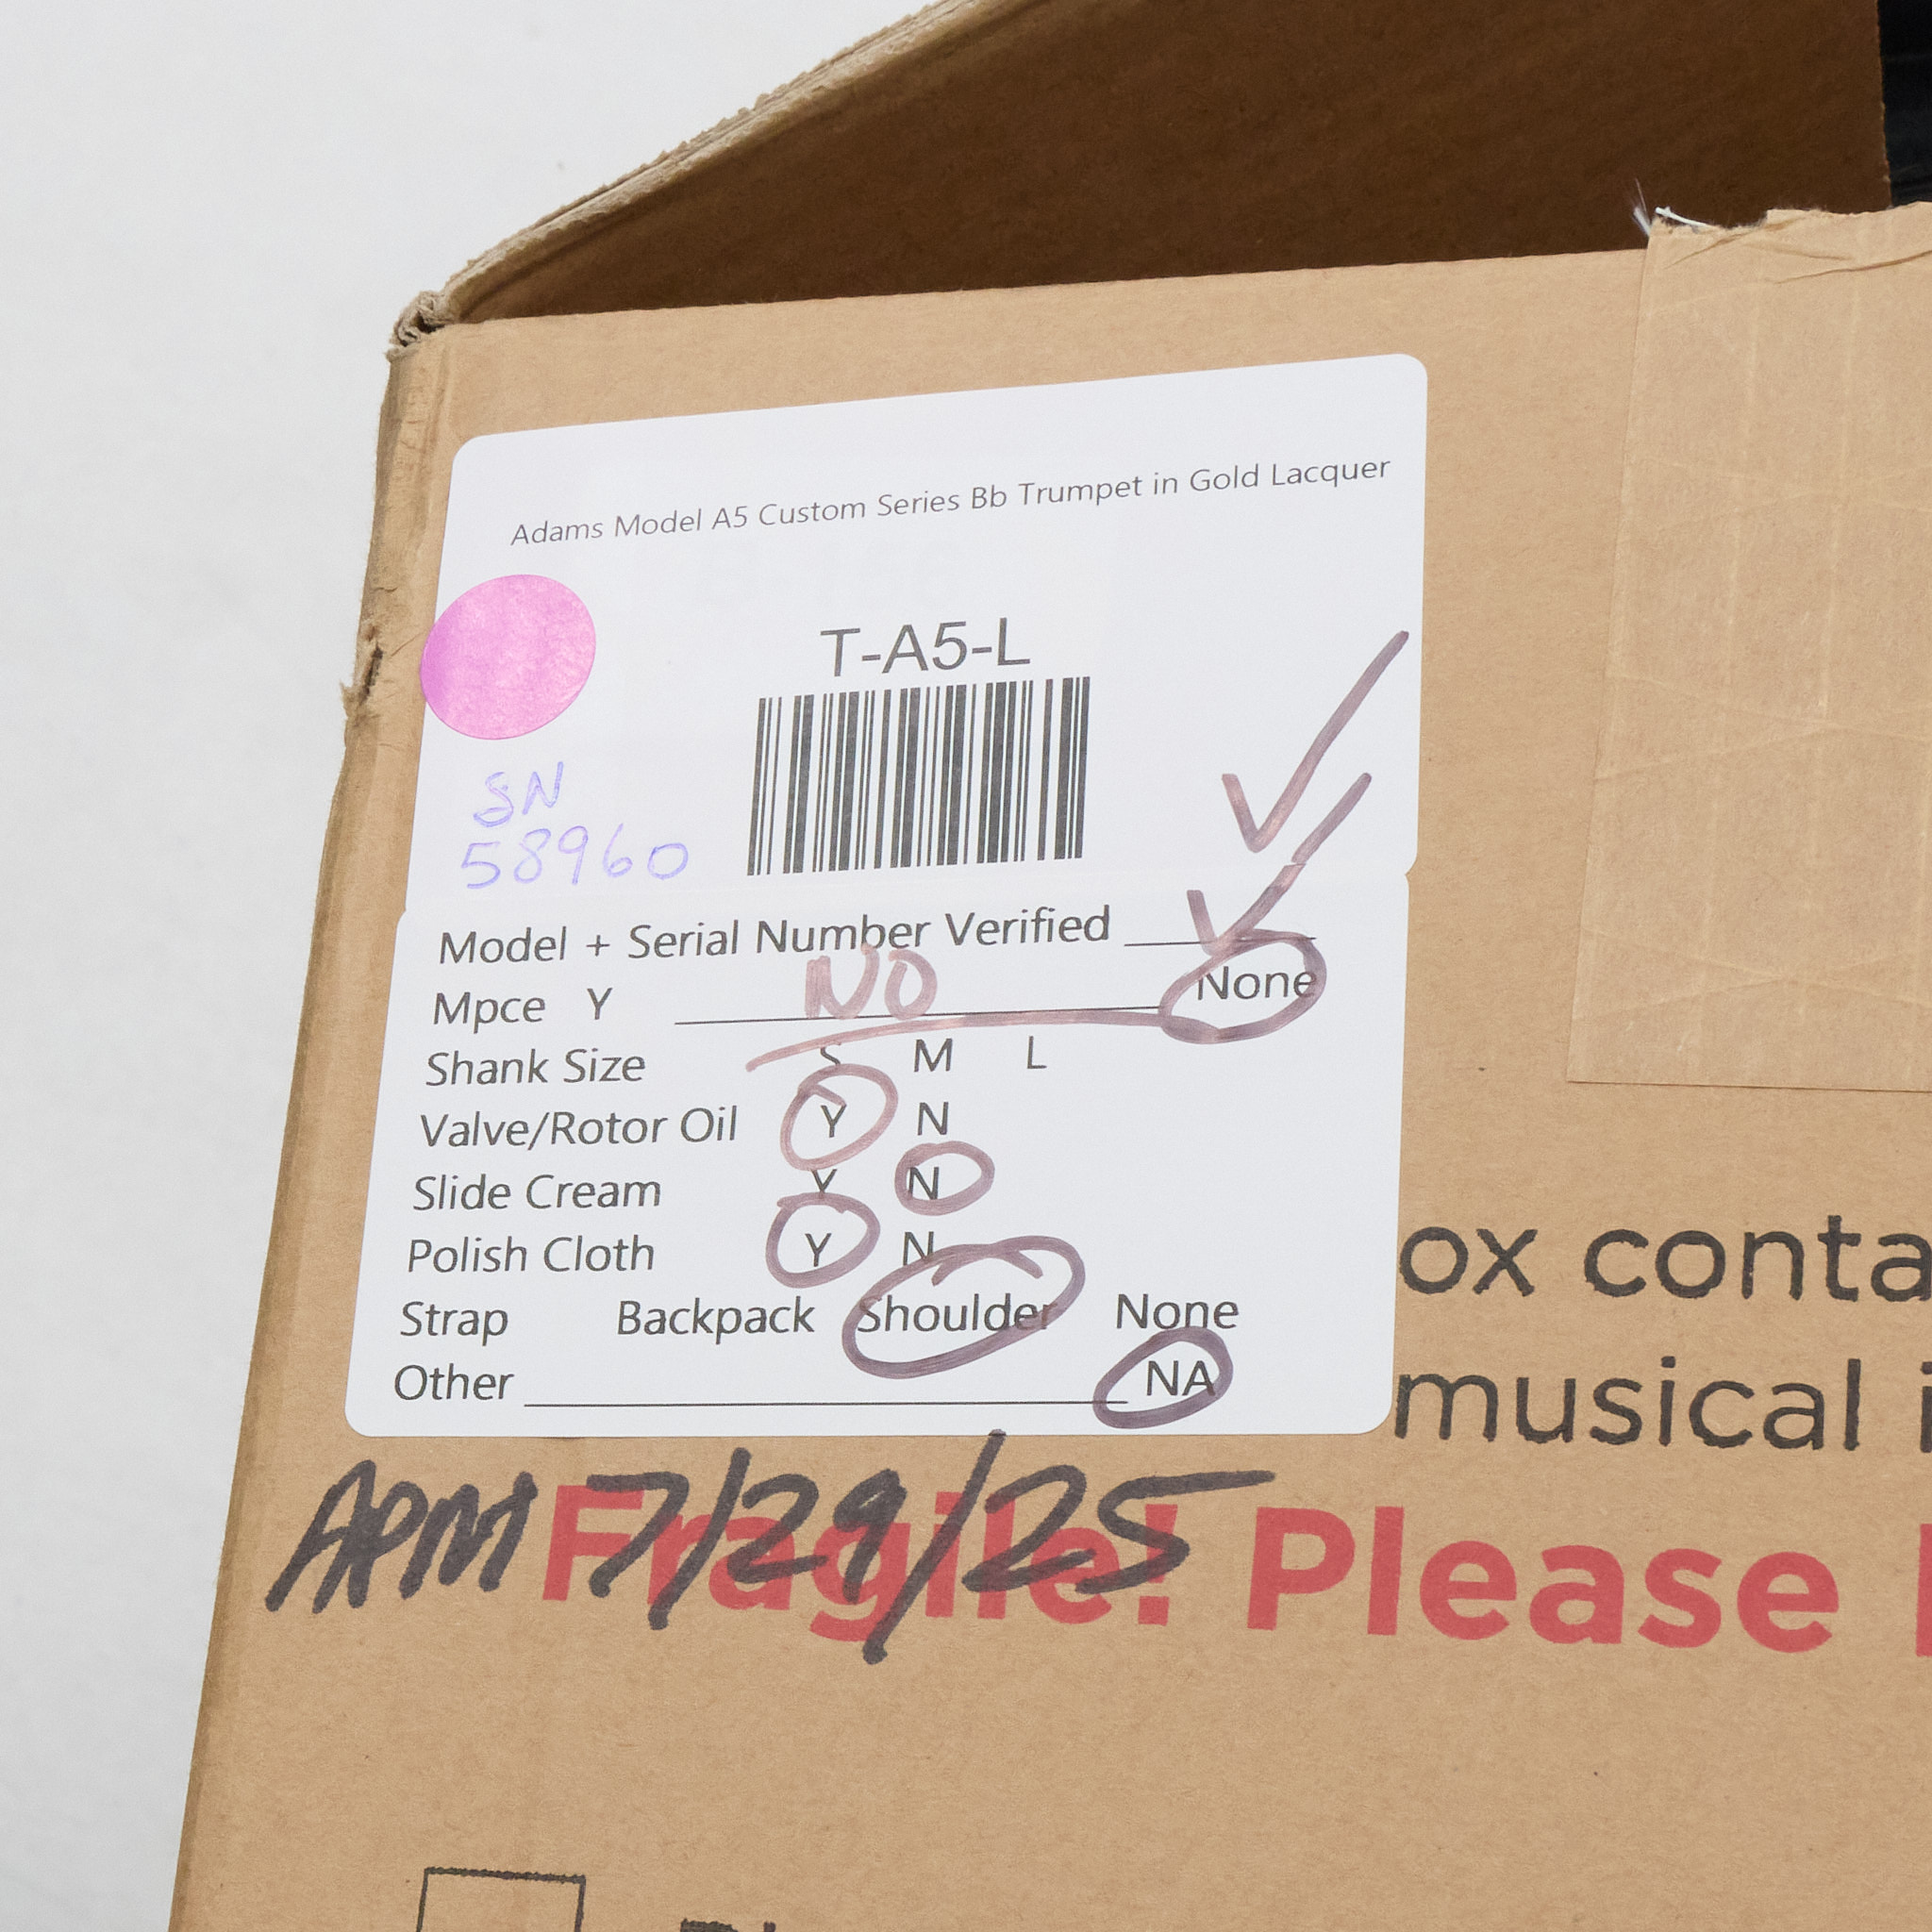 Adams Model A5 Custom Series Bb Trumpet in Gold Lacquer
T-A5-L
SN
58960
Model + Serial Number Verified
Mpce Y NO None
Shank Size S M L
Valve/Rotor Oil Y N
Slide Cream Y N
Polish Cloth Y N
Strap Backpack Shoulder None
Other NA
ox conta
musical i
APM 7/29/25
Fragile! Please